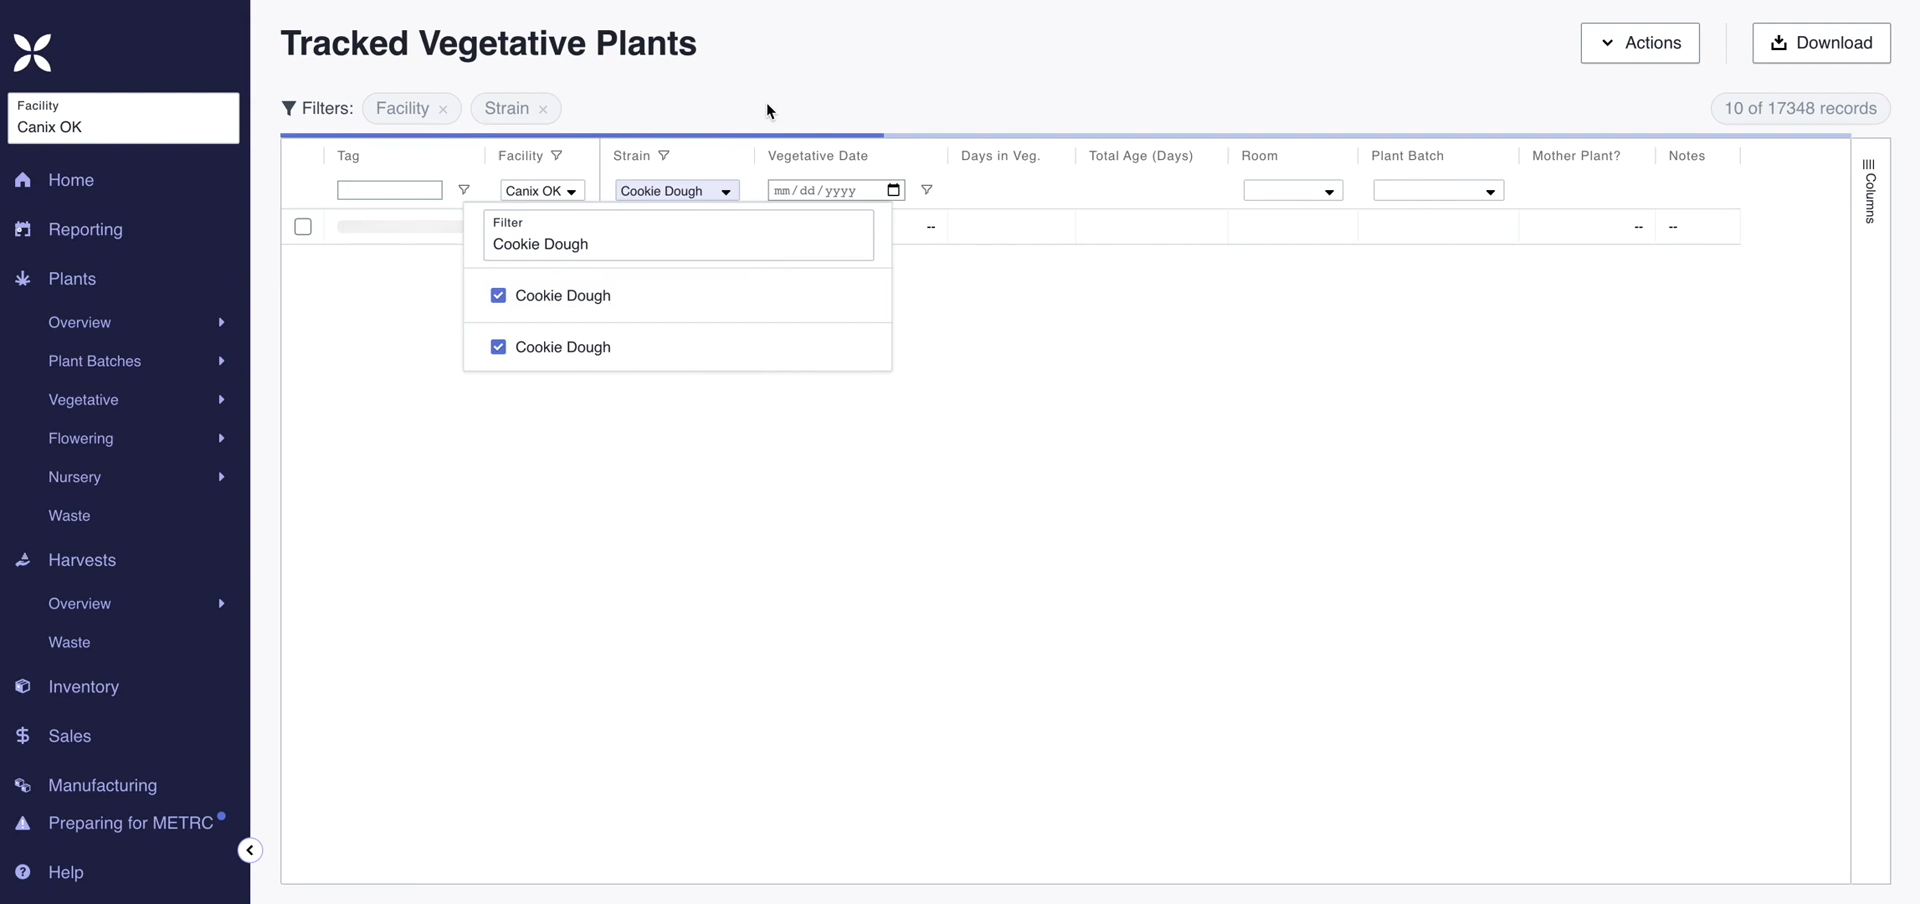 Tracked Vegetative Plants
Actions
Download
Facility
Canix OK
Filters:
Facility ×
Strain ×
10 of 17348 records
Tag
Facility
Strain
Vegetative Date
Days in Veg.
Total Age (Days)
Room
Plant Batch
Mother Plant?
Notes
Columns
Canix OK
Cookie Dough
mm/dd/yyyy
--
--
--
Filter
Cookie Dough
Cookie Dough
Cookie Dough
Home
Reporting
Plants
Overview
Plant Batches
Vegetative
Flowering
Nursery
Waste
Harvests
Overview
Waste
Inventory
Sales
Manufacturing
Preparing for METRC
Help